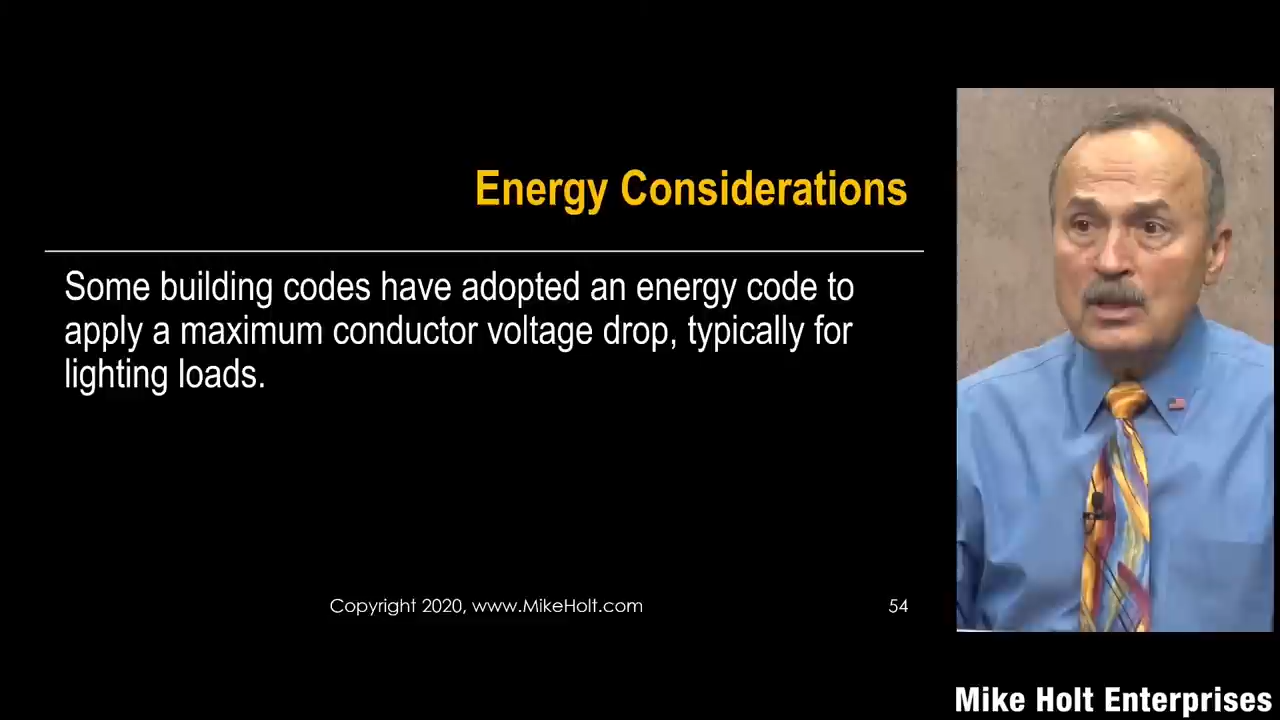 Energy Considerations
Some building codes have adopted an energy code to
apply a maximum conductor voltage drop, typically for
lighting loads.
Copyright 2020, www.MikeHolt.com
54
Mike Holt Enterprises